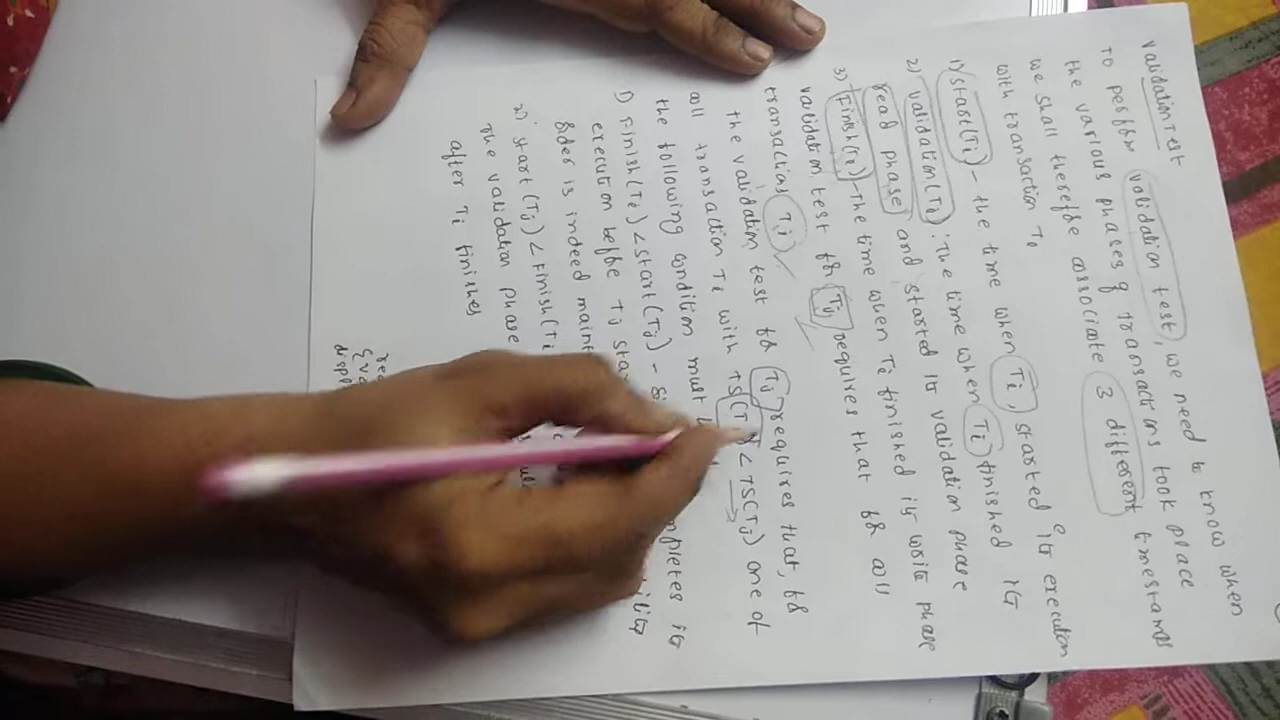 Validation Test
To perfor validation test, we need to know when
the various phases of transactions took place
we shall therefore associate 3 different timestamps
with transaction Ti
1) Start(Ti) - the time when Ti, started its execution
2) validation(Ti): The time when Ti finished its
read phase and started its validation phase
3) Finish(Ti) - The time when Ti finished its write phase
validation test for Tj requires that for all
transactions Ti
the validation test for Tj requires that, for
all transaction Ti with TS(T < TS(Tj) one of
the following condition must
1) Finish(Ti) < start(Tj) - mpletes its
execution before Tj
order is indeed
2) start(Tj) < Finish(Ti
The validation phase
after Ti finishes